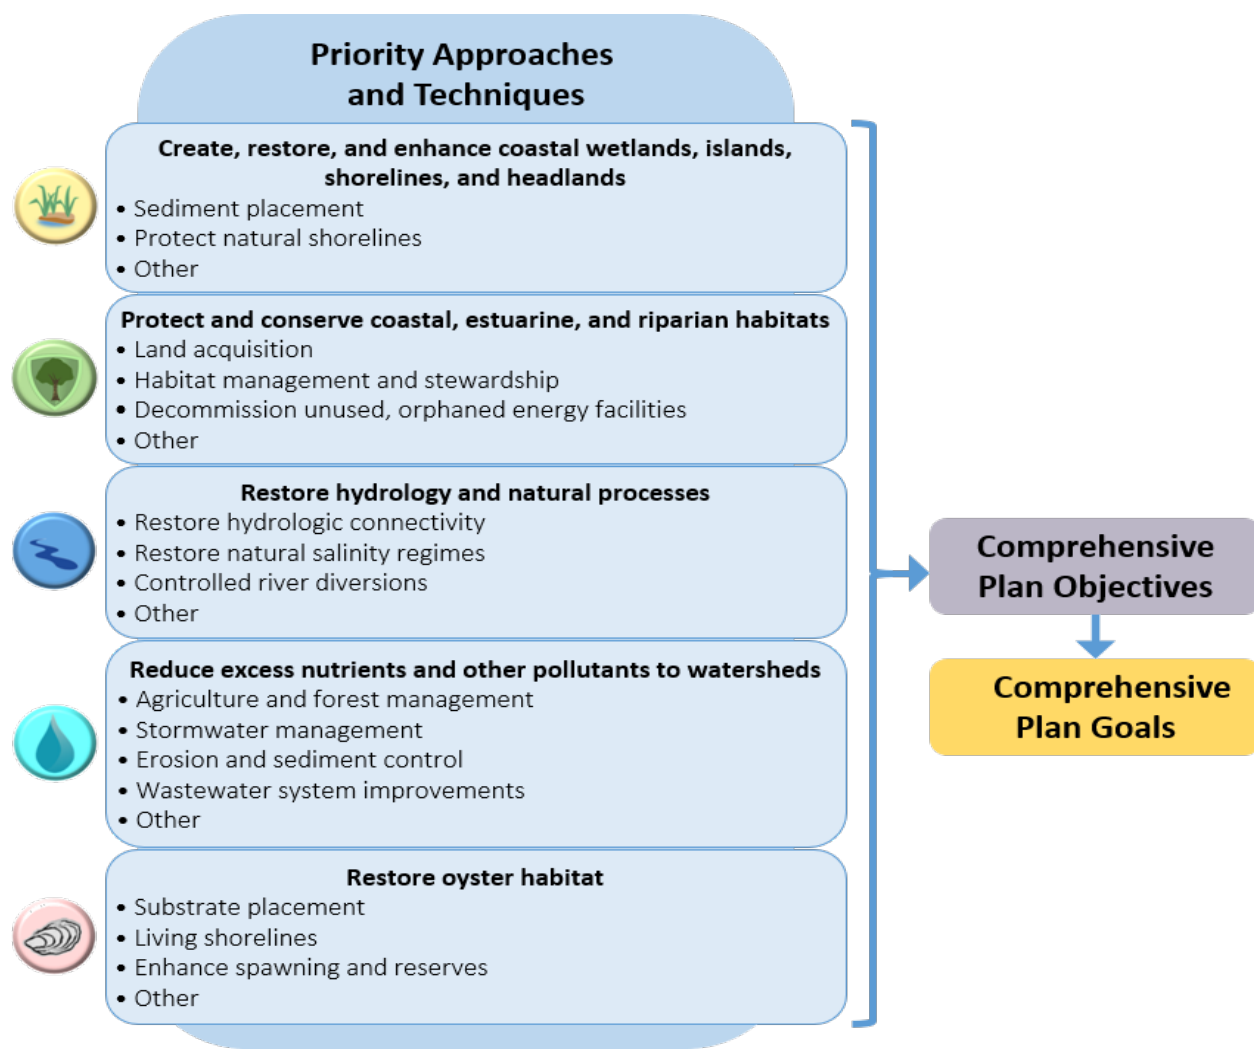 Priority Approaches
and Techniques
Create, restore, and enhance coastal wetlands, islands,
shorelines, and headlands
• Sediment placement
• Protect natural shorelines
• Other
Protect and conserve coastal, estuarine, and riparian habitats
• Land acquisition
• Habitat management and stewardship
• Decommission unused, orphaned energy facilities
• Other
Restore hydrology and natural processes
• Restore hydrologic connectivity
• Restore natural salinity regimes
• Controlled river diversions
• Other
Reduce excess nutrients and other pollutants to watersheds
• Agriculture and forest management
• Stormwater management
• Erosion and sediment control
• Wastewater system improvements
• Other
Restore oyster habitat
• Substrate placement
• Living shorelines
• Enhance spawning and reserves
• Other
Comprehensive
Plan Objectives
Comprehensive
Plan Goals